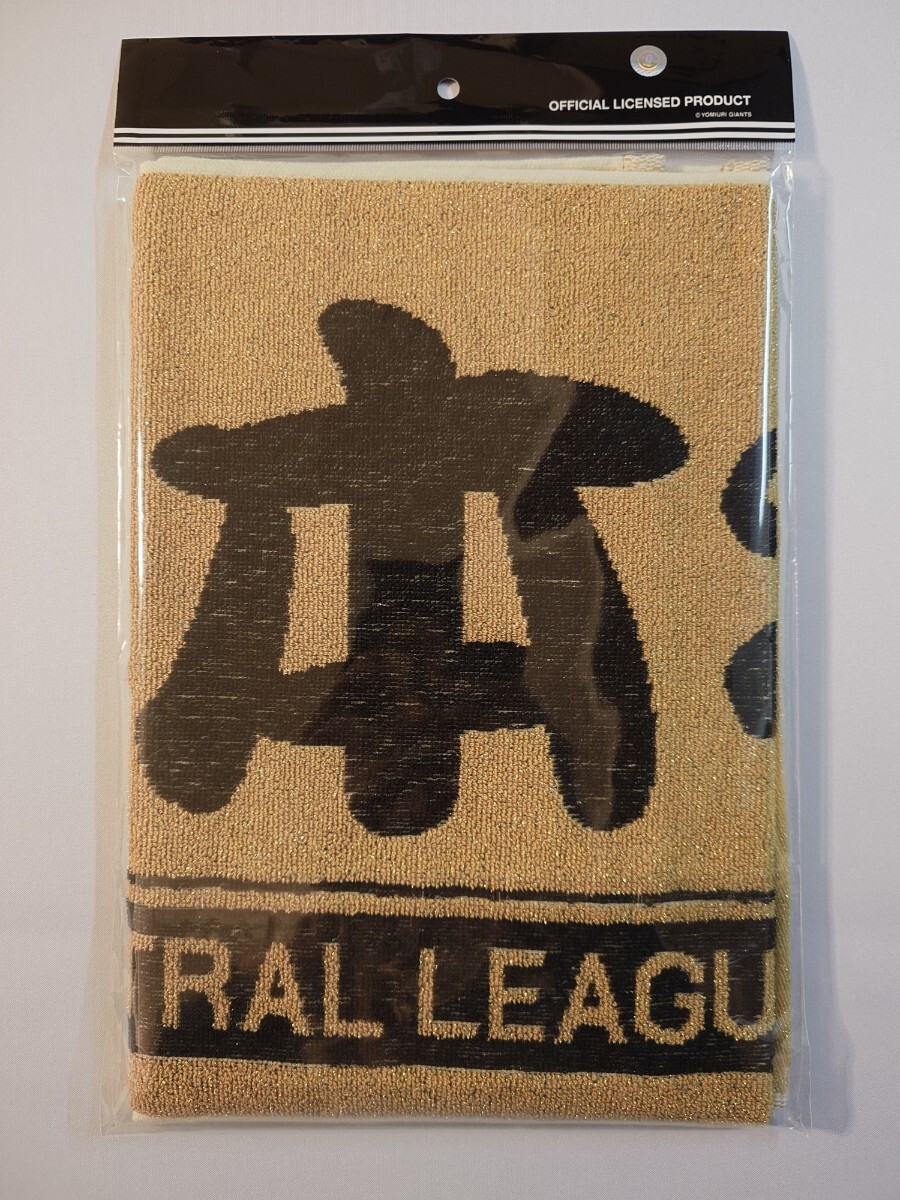 OFFICIAL LICENSED PRODUCT
© YOMIURI GIANTS
RAL LEAGU